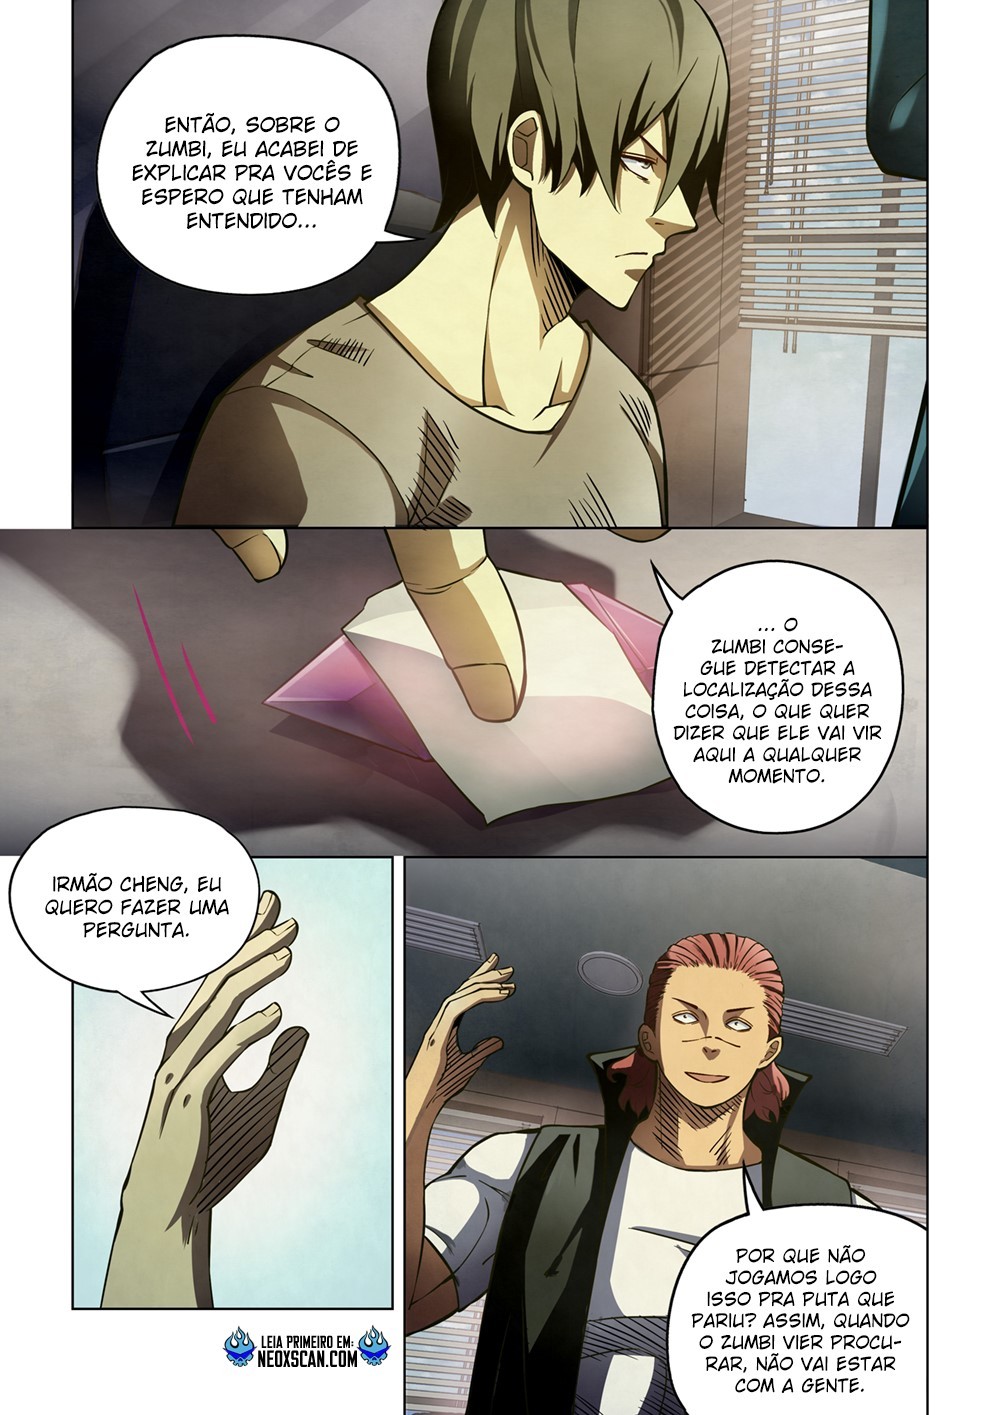 ENTÃO, SOBRE O
ZUMBI, EU ACABEI DE
EXPLICAR PRA VOCÊS E
ESPERO QUE TENHAM
ENTENDIDO...
... O
ZUMBI CONSE-
GUE DETECTAR A
LOCALIZAÇÃO DESSA
COISA, O QUE QUER
DIZER QUE ELE VAI VIR
AQUI A QUALQUER
MOMENTO.
IRMÃO CHENG, EU
QUERO FAZER UMA
PERGUNTA.
POR QUE NÃO
JOGAMOS LOGO
ISSO PRA PUTA QUE
PARIU? ASSIM, QUANDO
O ZUMBI VIER PROCU-
RAR, NÃO VAI ESTAR
COM A GENTE.
LEIA PRIMEIRO EM:
NEOXSCAN.COM